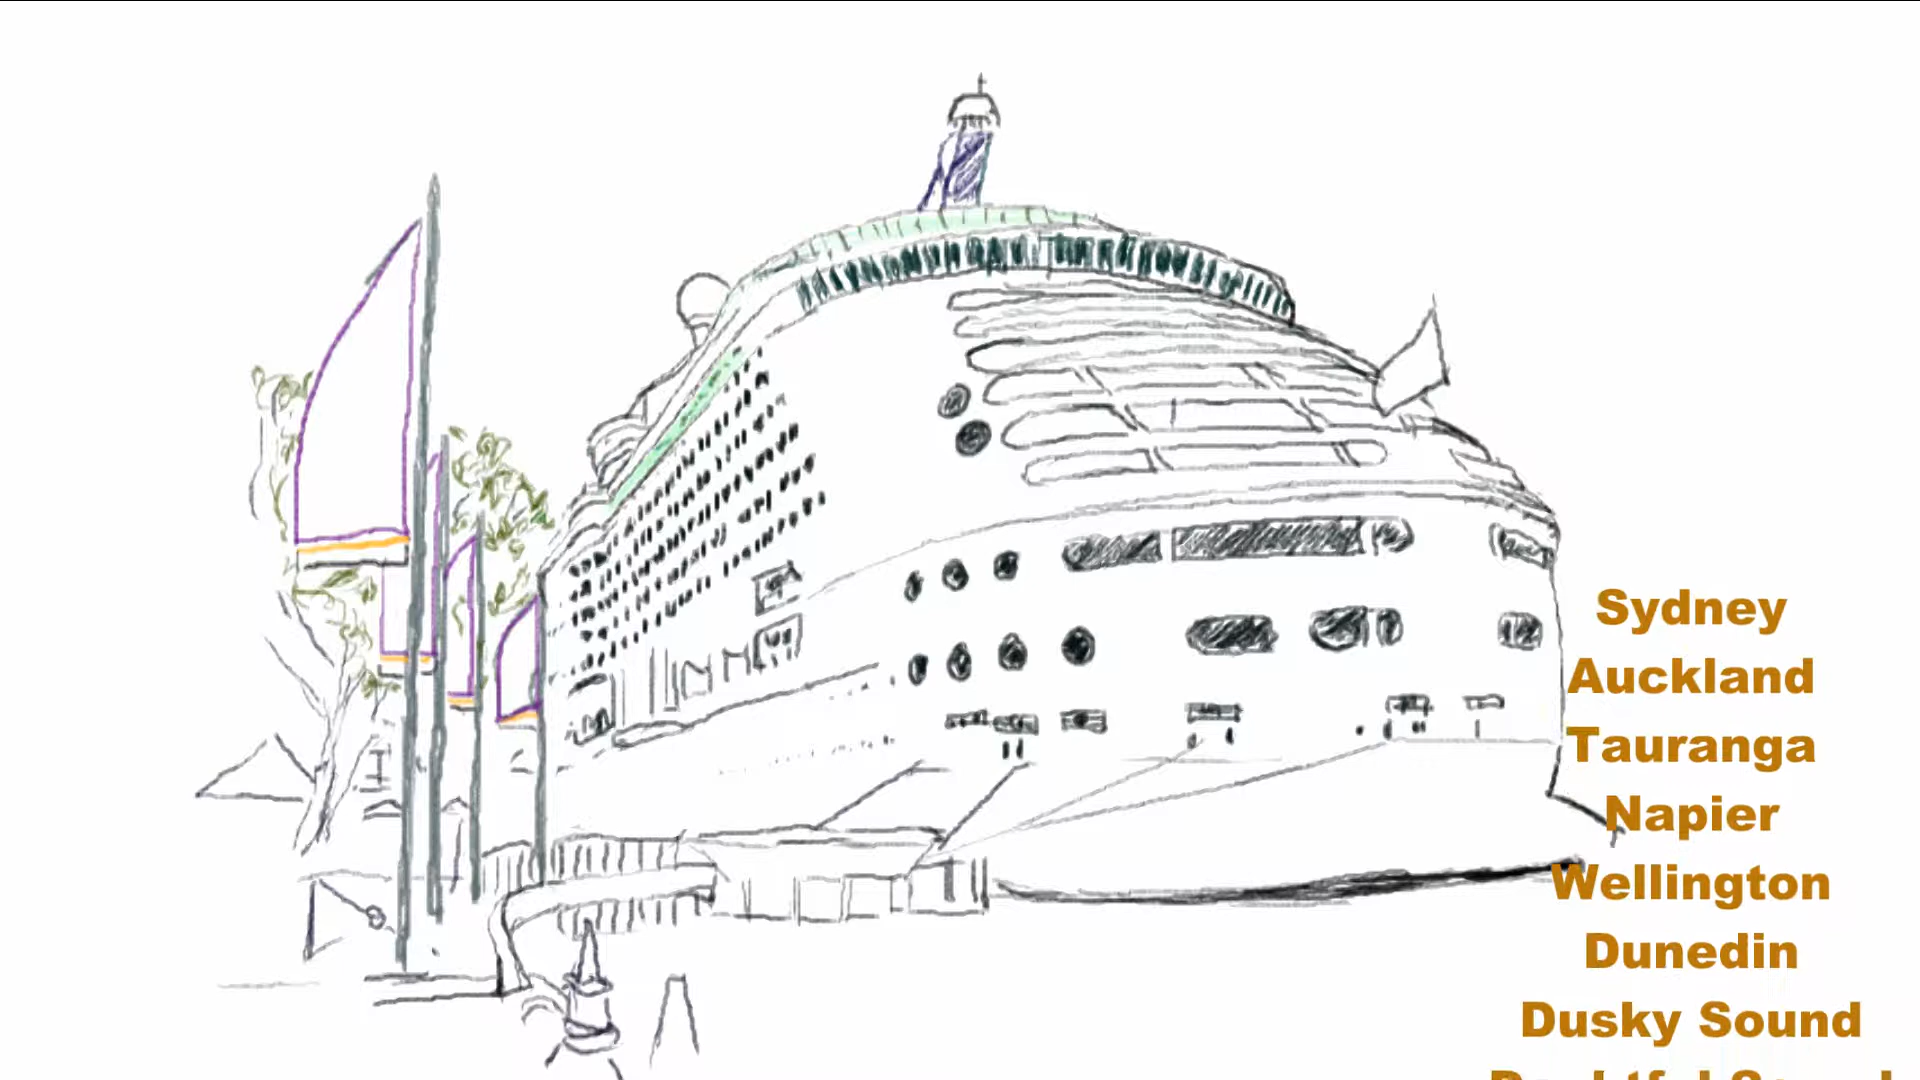 Sydney
Auckland
Tauranga
Napier
Wellington
Dunedin
Dusky Sound